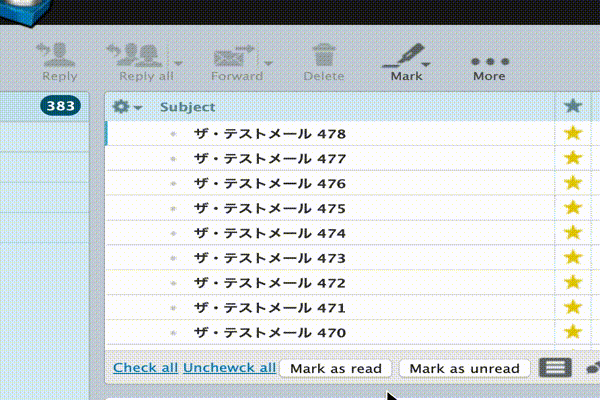 Reply Reply all Forward Delete Mark More
383
Subject
ザ・テストメール 478
ザ・テストメール 477
ザ・テストメール 476
ザ・テストメール 475
ザ・テストメール 474
ザ・テストメール 473
ザ・テストメール 472
ザ・テストメール 471
ザ・テストメール 470
Check all Unchewck all Mark as read Mark as unread